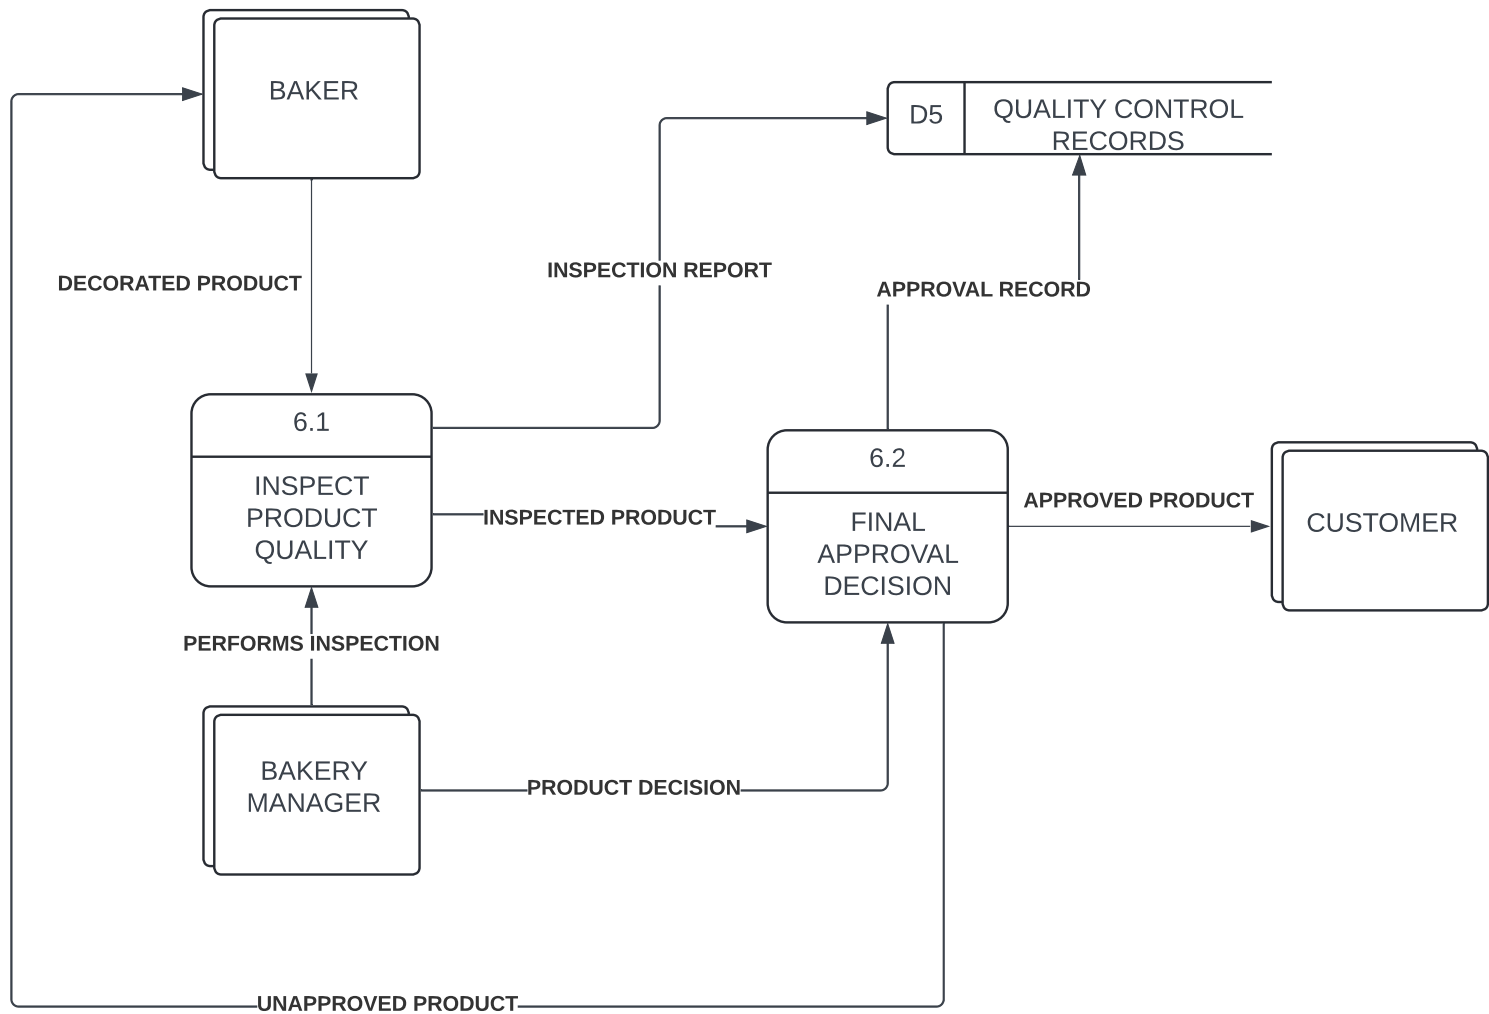 BAKER
D5
QUALITY CONTROL
RECORDS
DECORATED PRODUCT
INSPECTION REPORT
APPROVAL RECORD
6.1
INSPECT
PRODUCT
QUALITY
INSPECTED PRODUCT
6.2
FINAL
APPROVAL
DECISION
APPROVED PRODUCT
CUSTOMER
PERFORMS INSPECTION
BAKERY
MANAGER
PRODUCT DECISION
UNAPPROVED PRODUCT